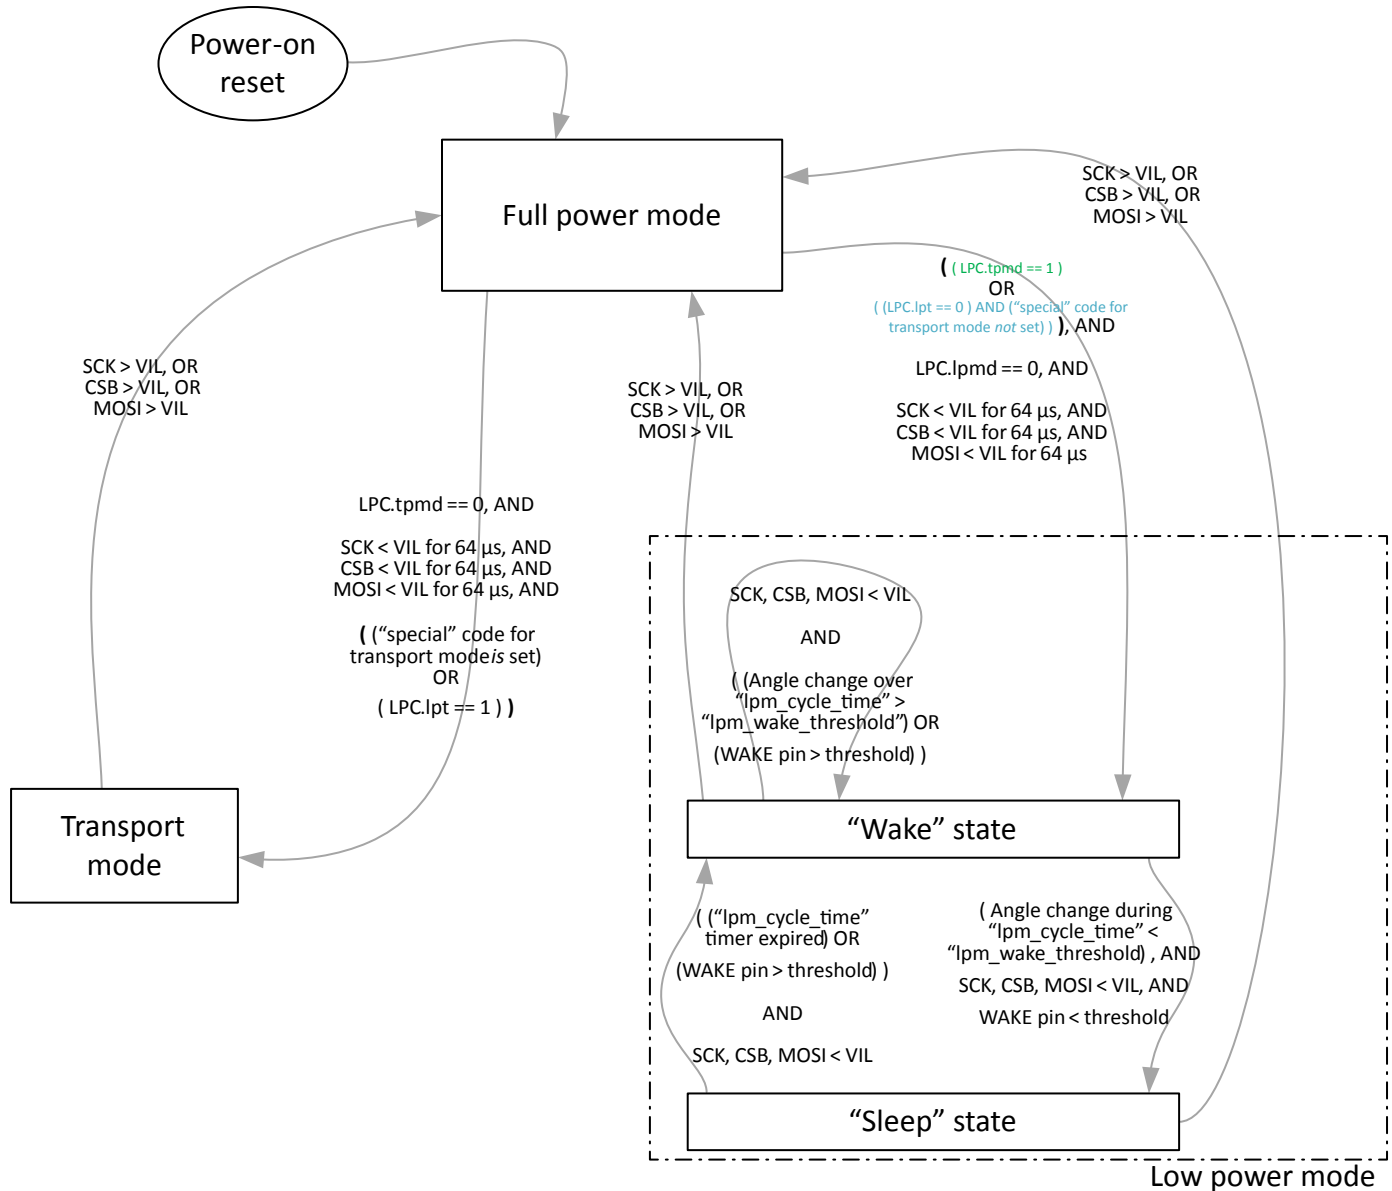 Power-on
reset
Full power mode
SCK > VIL, OR
CSB > VIL, OR
MOSI > VIL
( ( LPC.tpmd == 1 )
OR
( (LPC.lpt == 0 ) AND (“special” code for
transport mode not set) ) ), AND
LPC.lpmd == 0, AND
SCK < VIL for 64 µs, AND
CSB < VIL for 64 µs, AND
MOSI < VIL for 64 µs
SCK > VIL, OR
CSB > VIL, OR
MOSI > VIL
SCK > VIL, OR
CSB > VIL, OR
MOSI > VIL
LPC.tpmd == 0, AND
SCK < VIL for 64 µs, AND
CSB < VIL for 64 µs, AND
MOSI < VIL for 64 µs, AND
( (“special” code for
transport mode is set)
OR
( LPC.lpt == 1 ) )
SCK, CSB, MOSI < VIL
AND
( (Angle change over
“lpm_cycle_time” >
“lpm_wake_threshold”) OR
(WAKE pin > threshold) )
Transport
mode
“Wake” state
( (“lpm_cycle_time”
timer expired) OR
(WAKE pin > threshold) )
AND
SCK, CSB, MOSI < VIL
( Angle change during
“lpm_cycle_time” <
“lpm_wake_threshold) , AND
SCK, CSB, MOSI < VIL, AND
WAKE pin < threshold
“Sleep” state
Low power mode